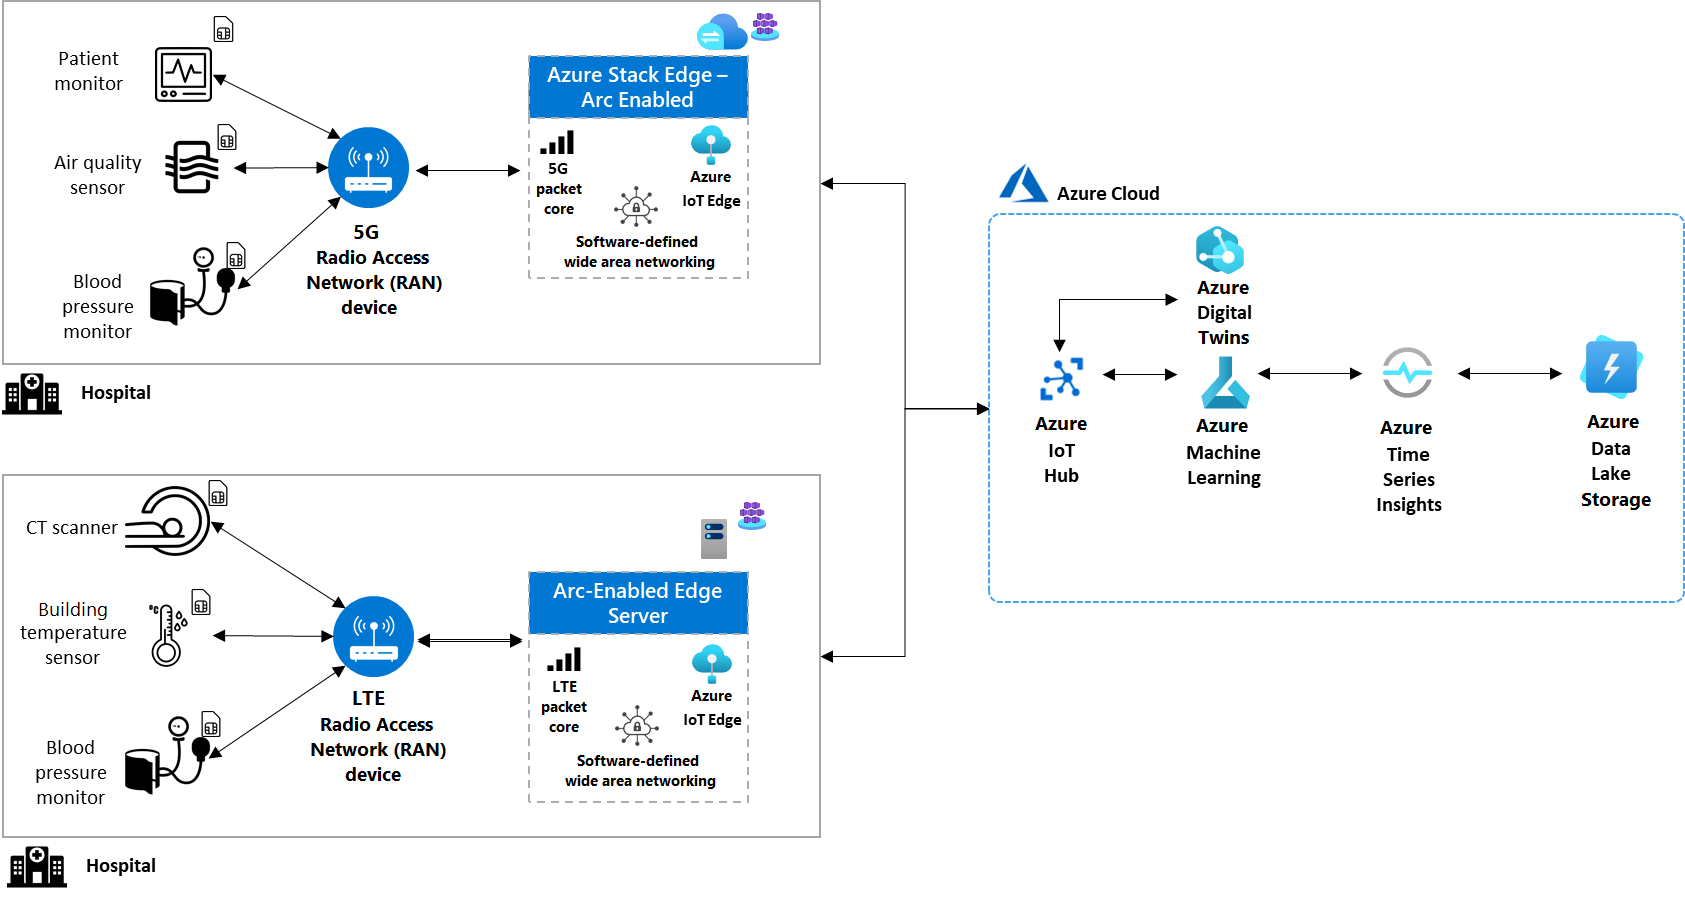 Patient
monitor
Air quality
sensor
Blood
pressure
monitor
5G
Radio Access
Network (RAN)
device
Azure Stack Edge –
Arc Enabled
5G
packet
core
Azure
IoT Edge
Software-defined
wide area networking
Hospital
CT scanner
°C
Building
temperature
sensor
Blood
pressure
monitor
LTE
Radio Access
Network (RAN)
device
Arc-Enabled Edge
Server
LTE
packet
core
Azure
IoT Edge
Software-defined
wide area networking
Hospital
Azure Cloud
Azure
Digital
Twins
Azure
IoT
Hub
Azure
Machine
Learning
Azure
Time
Series
Insights
Azure
Data
Lake
Storage